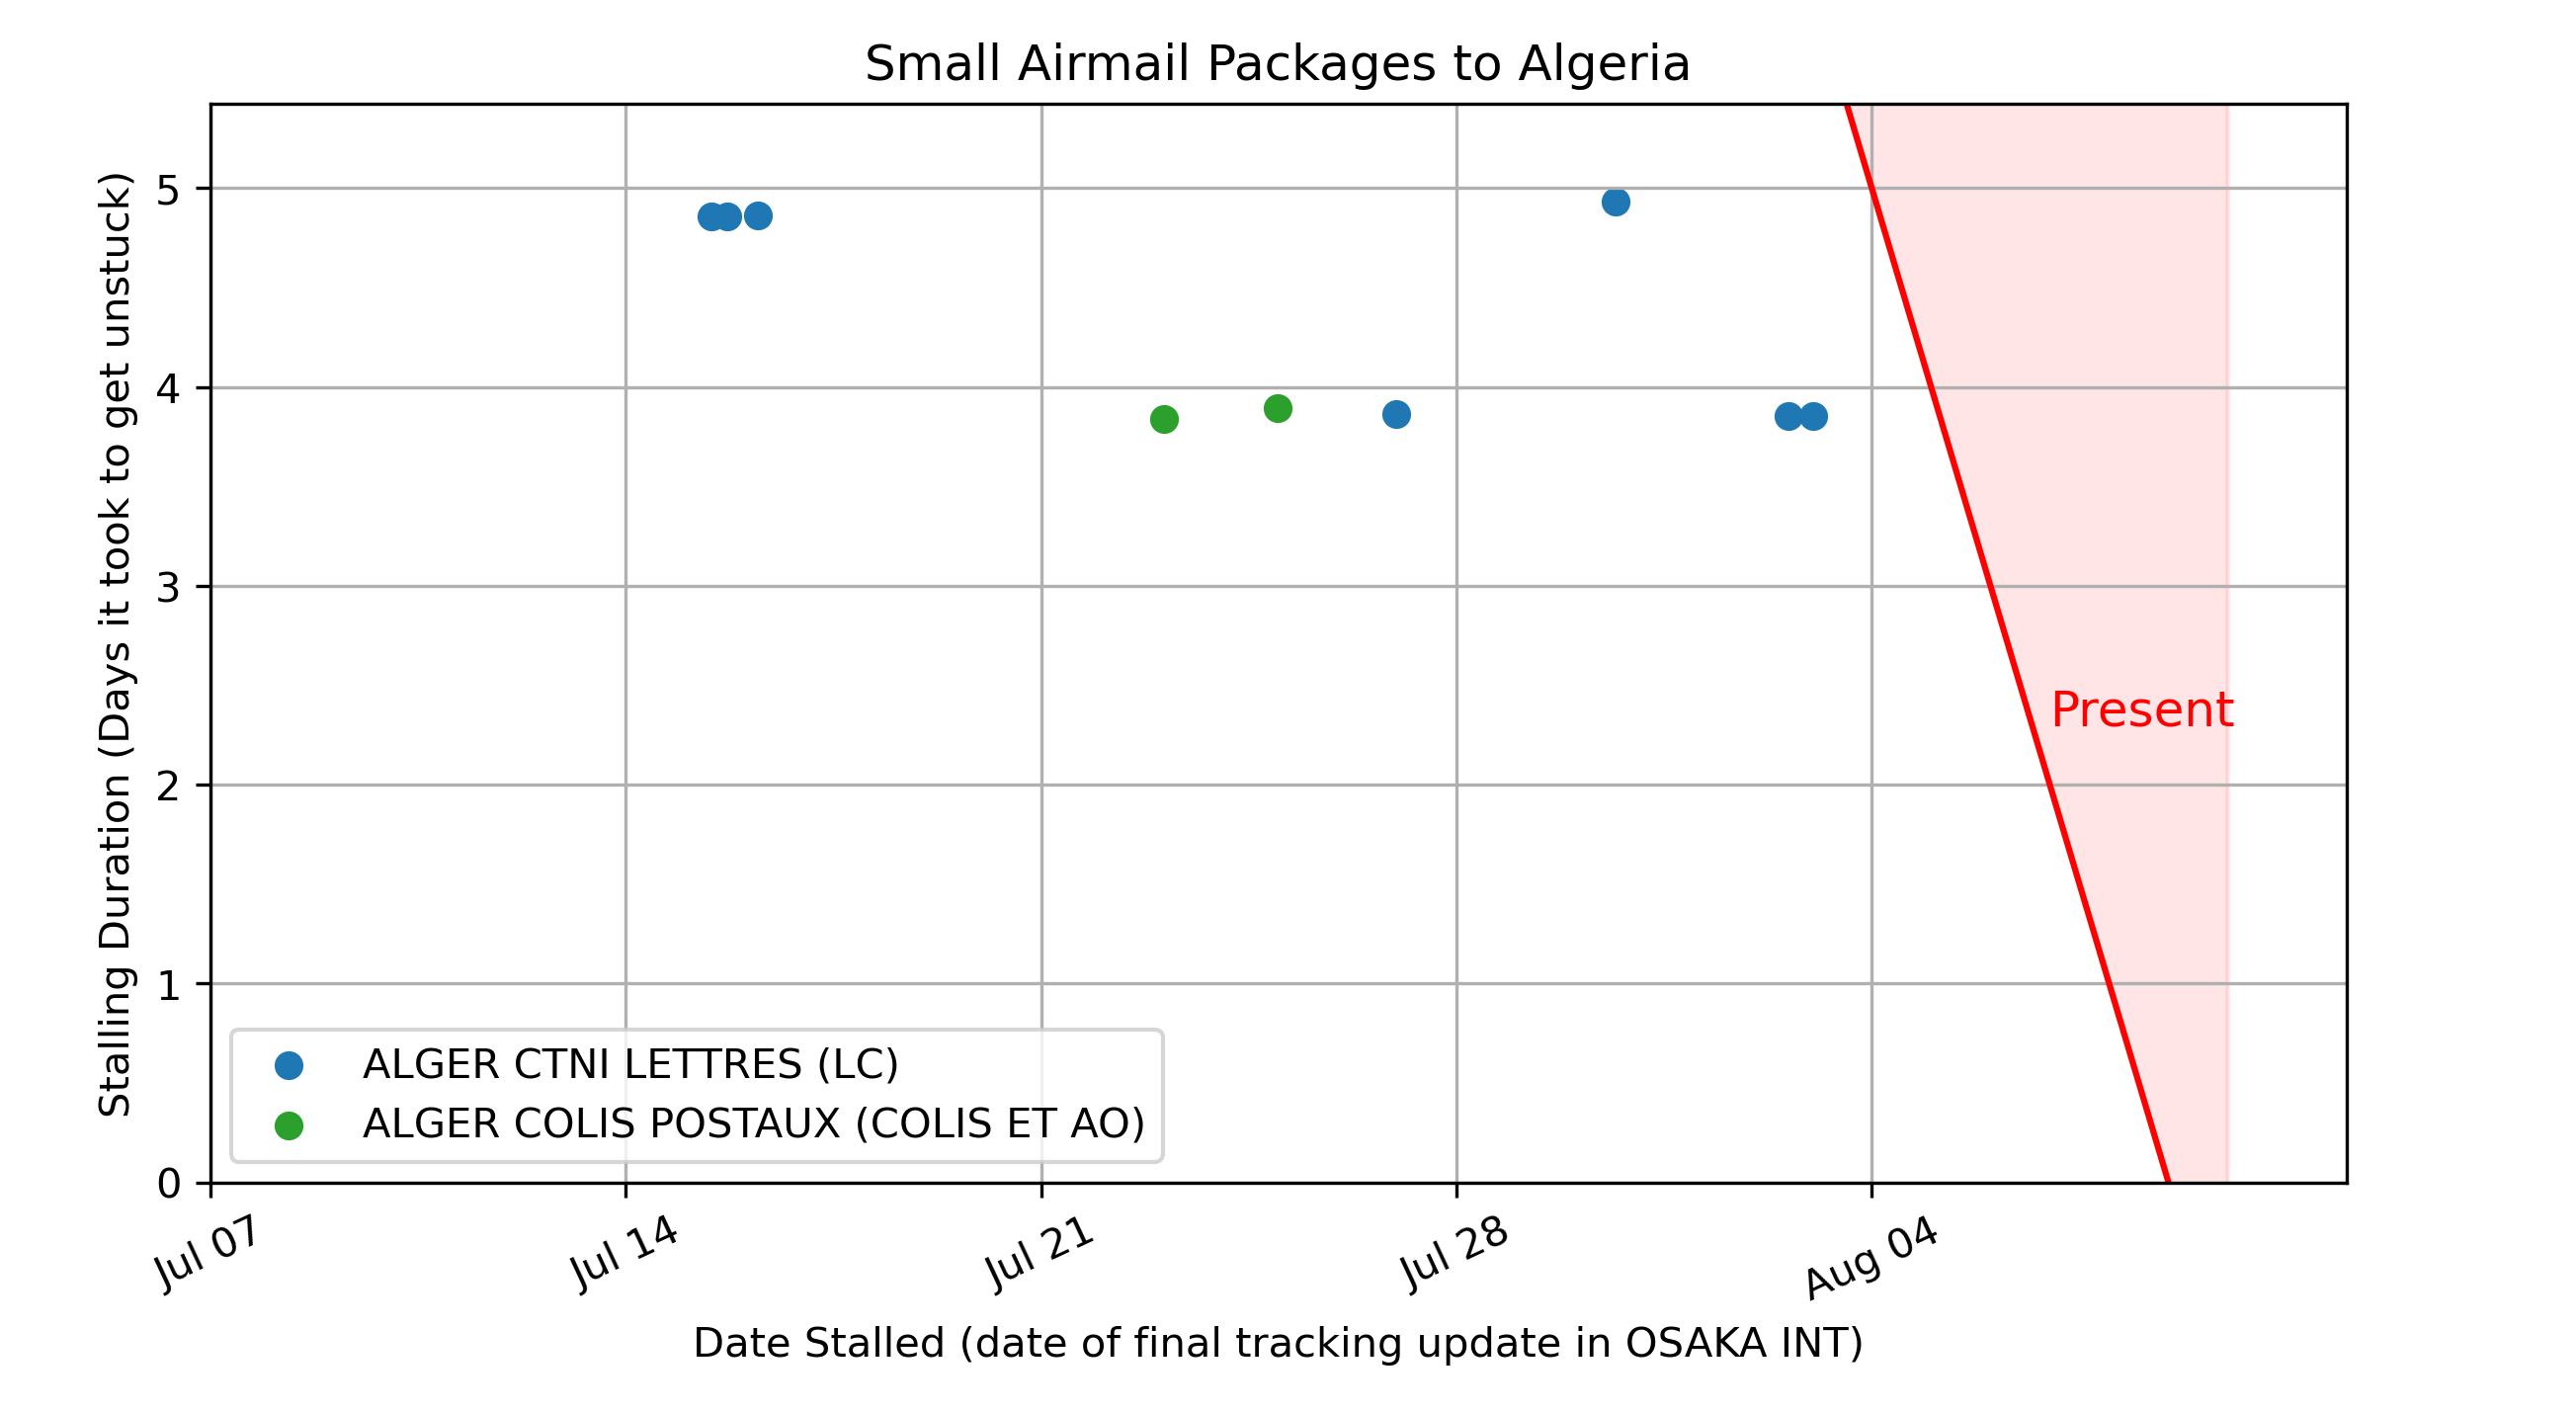 Small Airmail Packages to Algeria
Stalling Duration (Days it took to get unstuck)
5
4
3
2
1
0
Present
ALGER CTNI LETTRES (LC)
ALGER COLIS POSTAUX (COLIS ET AO)
Jul 07
Jul 14
Jul 21
Jul 28
Aug 04
Date Stalled (date of final tracking update in OSAKA INT)